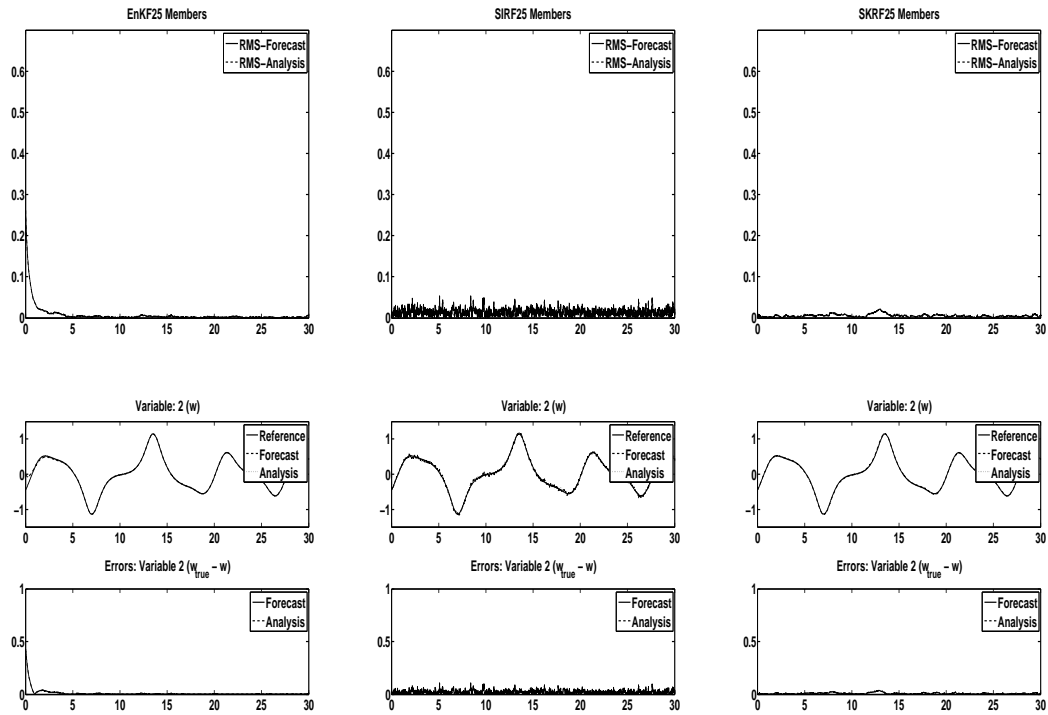 EnKF25 Members
SIRF25 Members
SKRF25 Members
RMS−Forecast
RMS−Analysis
0.6
0.5
0.4
0.3
0.2
0.1
0
0 5 10 15 20 25 30
RMS−Forecast
RMS−Analysis
0.6
0.5
0.4
0.3
0.2
0.1
0
0 5 10 15 20 25 30
RMS−Forecast
RMS−Analysis
0.6
0.5
0.4
0.3
0.2
0.1
0
0 5 10 15 20 25 30
Variable: 2 (w)
Variable: 2 (w)
Variable: 2 (w)
Reference
Forecast
Analysis
1
0
−1
0 5 10 15 20 25 30
Reference
Forecast
Analysis
1
0
−1
0 5 10 15 20 25 30
Reference
Forecast
Analysis
1
0
−1
0 5 10 15 20 25 30
Errors: Variable 2 (w_true − w)
Errors: Variable 2 (w_true − w)
Errors: Variable 2 (w_true − w)
Forecast
Analysis
1
0.5
0
0 5 10 15 20 25 30
Forecast
Analysis
1
0.5
0
0 5 10 15 20 25 30
Forecast
Analysis
1
0.5
0
0 5 10 15 20 25 30